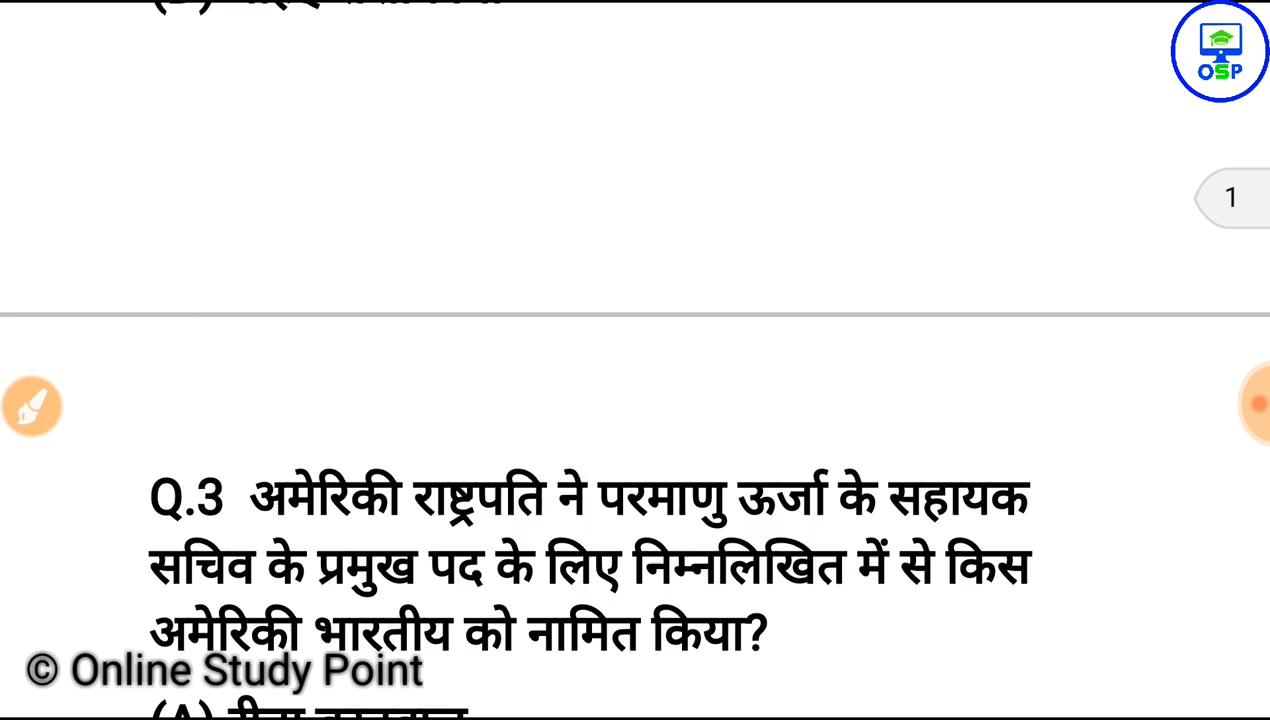 OSP
1
Q.3 अमेरिकी राष्ट्रपति ने परमाणु ऊर्जा के सहायक
सचिव के प्रमुख पद के लिए निम्नलिखित में से किस
अमेरिकी भारतीय को नामित किया?
© Online Study Point